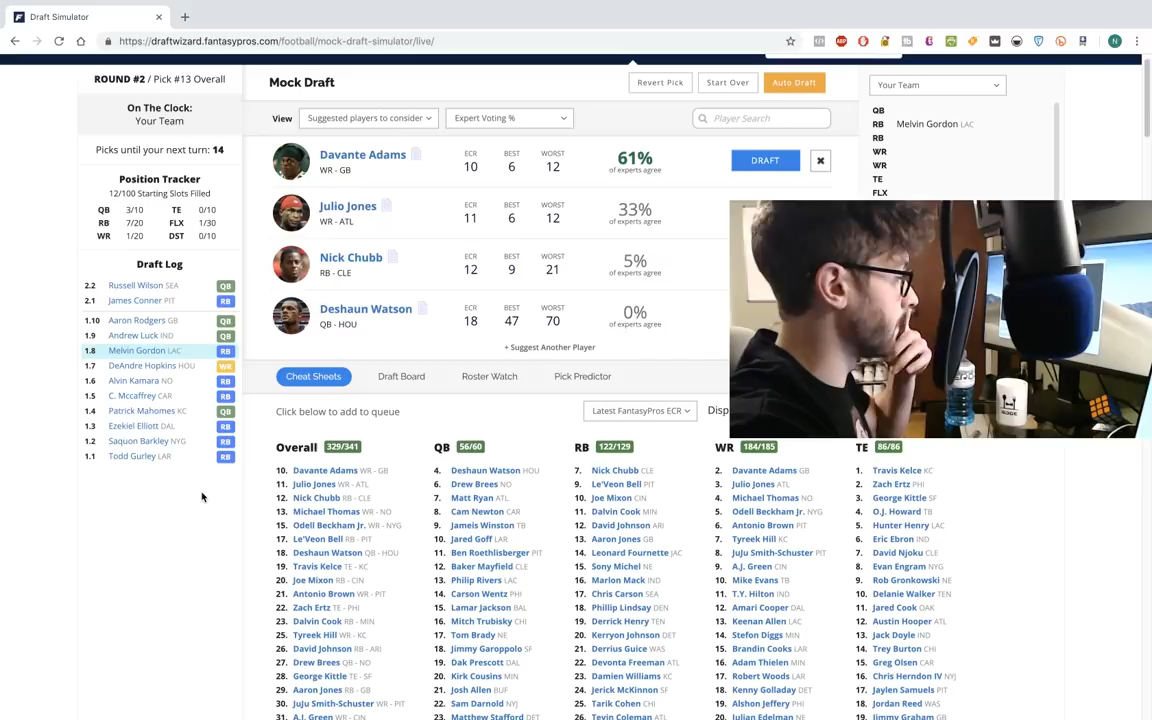 Draft Simulator
https://draftwizard.fantasypros.com/football/mock-draft-simulator/live/
ROUND #2 / Pick #13 Overall
On The Clock:
Your Team
Picks until your next turn: 14
Position Tracker
12/100 Starting Slots Filled
QB 3/10 TE 0/10
RB 7/20 FLX 1/30
WR 1/20 DST 0/10
Draft Log
2.2 Russell Wilson SEA QB
2.1 James Conner PIT RB
1.10 Aaron Rodgers GB QB
1.9 Andrew Luck IND QB
1.8 Melvin Gordon LAC RB
1.7 DeAndre Hopkins HOU WR
1.6 Alvin Kamara NO RB
1.5 C. Mccaffrey CAR RB
1.4 Patrick Mahomes KC QB
1.3 Ezekiel Elliott DAL RB
1.2 Saquon Barkley NYG RB
1.1 Todd Gurley LAR RB
Mock Draft
Revert Pick Start Over Auto Draft
View Suggested players to consider Expert Voting % Player Search
Davante Adams ECR BEST WORST 61%
WR - GB 10 6 12 of experts agree DRAFT
Julio Jones ECR BEST WORST 33%
WR - ATL 11 6 12 of experts agree
Nick Chubb ECR BEST WORST 5%
RB - CLE 12 9 21 of experts agree
Deshaun Watson ECR BEST WORST 0%
QB - HOU 18 47 70 of experts agree
+ Suggest Another Player
Your Team
QB
RB Melvin Gordon LAC
RB
WR
WR
TE
FLX
Cheat Sheets Draft Board Roster Watch Pick Predictor
Click below to add to queue Latest FantasyPros ECR Disp
Overall 329/341 QB 56/60 RB 122/129 WR 184/185 TE 86/86
10. Davante Adams WR - GB 4. Deshaun Watson HOU 7. Nick Chubb CLE 2. Davante Adams GB 1. Travis Kelce KC
11. Julio Jones WR - ATL 6. Drew Brees NO 9. Le'Veon Bell PIT 3. Julio Jones ATL 2. Zach Ertz PHI
12. Nick Chubb RB - CLE 7. Matt Ryan ATL 10. Joe Mixon CIN 4. Michael Thomas NO 3. George Kittle SF
13. Michael Thomas WR - NO 8. Cam Newton CAR 11. Dalvin Cook MIN 5. Odell Beckham Jr. NYG 4. O.J. Howard TB
15. Odell Beckham Jr. WR - NYG 9. Jameis Winston TB 12. David Johnson ARI 6. Antonio Brown PIT 5. Hunter Henry LAC
17. Le'Veon Bell RB - PIT 10. Jared Goff LAR 13. Aaron Jones GB 7. Tyreek Hill KC 6. Eric Ebron IND
18. Deshaun Watson QB - HOU 11. Ben Roethlisberger PIT 14. Leonard Fournette JAC 8. JuJu Smith-Schuster PIT 7. David Njoku CLE
19. Travis Kelce TE - KC 12. Baker Mayfield CLE 15. Sony Michel NE 9. A.J. Green CIN 8. Evan Engram NYG
20. Joe Mixon RB - CIN 13. Philip Rivers LAC 16. Marlon Mack IND 10. Mike Evans TB 9. Rob Gronkowski NE
21. Antonio Brown WR - PIT 14. Carson Wentz PHI 17. Chris Carson SEA 11. T.Y. Hilton IND 10. Delanie Walker TEN
22. Zach Ertz TE - PHI 15. Lamar Jackson BAL 18. Phillip Lindsay DEN 12. Amari Cooper DAL 11. Jared Cook OAK
23. Dalvin Cook RB - MIN 16. Mitch Trubisky CHI 19. Derrick Henry TEN 13. Keenan Allen LAC 12. Austin Hooper ATL
25. Tyreek Hill WR - KC 17. Tom Brady NE 20. Kerryon Johnson DET 14. Stefon Diggs MIN 13. Jack Doyle IND
26. David Johnson RB - ARI 18. Jimmy Garoppolo SF 21. Derrius Guice WAS 15. Brandin Cooks LAR 14. Trey Burton CHI
27. Drew Brees QB - NO 19. Dak Prescott DAL 22. Devonta Freeman ATL 16. Adam Thielen MIN 15. Greg Olsen CAR
28. George Kittle TE - SF 20. Kirk Cousins MIN 23. Damien Williams KC 17. Robert Woods LAR 16. Chris Herndon IV NYJ
29. Aaron Jones RB - GB 21. Josh Allen BUF 24. Jerick McKinnon SF 18. Kenny Golladay DET 17. Jaylen Samuels PIT
30. JuJu Smith-Schuster WR - PIT 22. Sam Darnold NYJ 25. Tarik Cohen CHI 19. Alshon Jeffery PHI 18. Jordan Reed WAS
31. A.J. Green WR - CIN 23. Matthew Stafford DET 26. Tevin Coleman ATL 20. Julian Edelman NE 19. Jimmy Graham GB